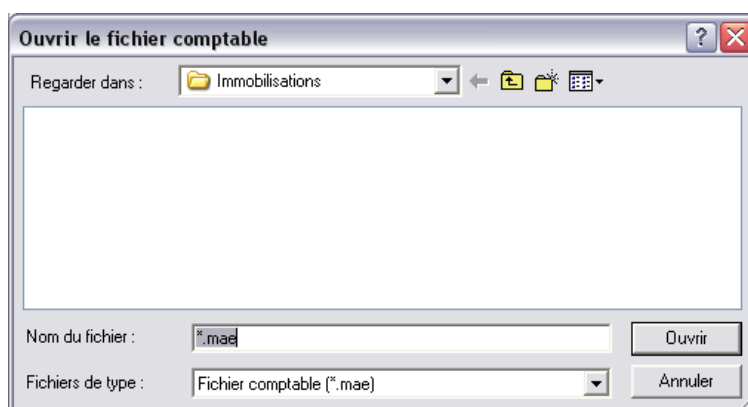 Ouvrir le fichier comptable
Regarder dans :
Immobilisations
Nom du fichier :
*.mae
Ouvrir
Fichiers de type :
Fichier comptable (*.mae)
Annuler